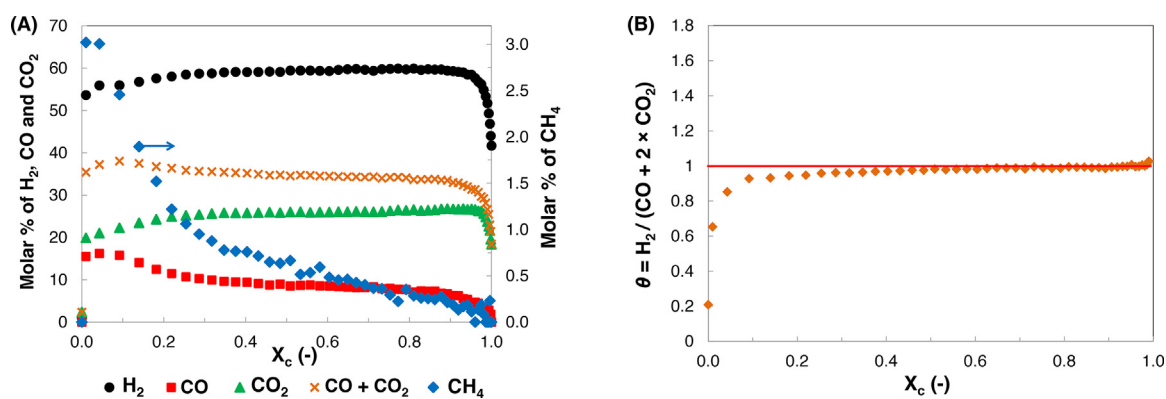 (A)
Molar % of H2, CO and CO2
70
60
50
40
30
20
10
0
3.0
2.5
2.0
1.5
1.0
0.5
0.0
Molar % of CH4
0.0 0.2 0.4 0.6 0.8 1.0
Xc (-)
H2 CO CO2 CO + CO2 CH4
(B)
θ = H2 / (CO + 2 × CO2)
1.8
1.6
1.4
1.2
1
0.8
0.6
0.4
0.2
0.0 0.2 0.4 0.6 0.8 1.0
Xc (-)